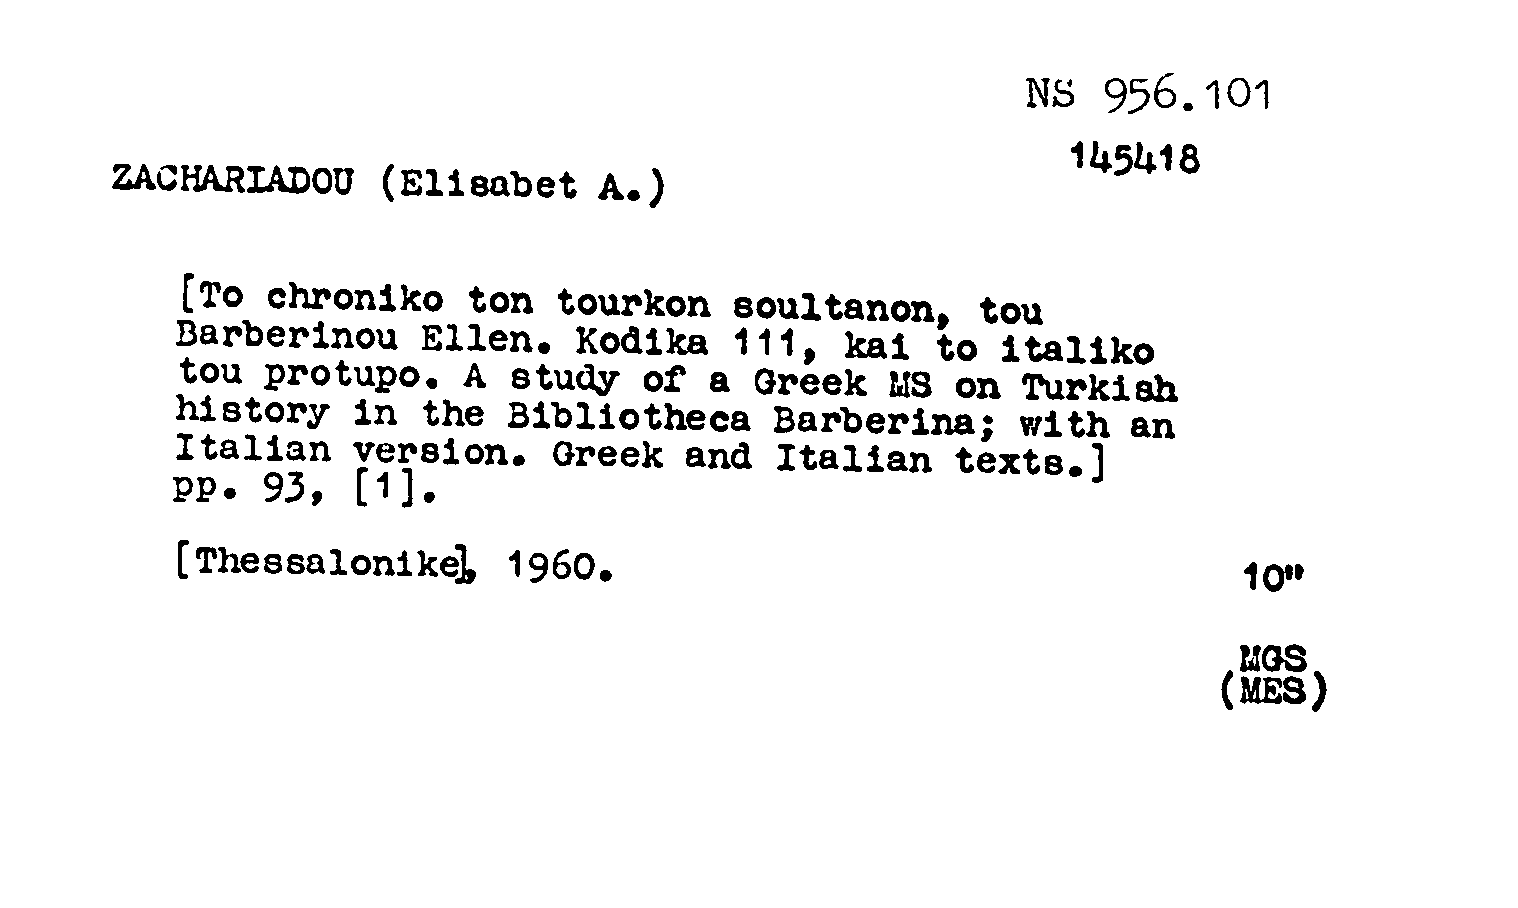 NS 956.101
145418
ZACHARIADOU (Elisabet A.)
[To chroniko ton tourkon soultanon, tou
Barberinou Ellen. Kodika 111, kai to italiko
tou protupo. A study of a Greek MS on Turkish
history in the Bibliotheca Barberina; with an
Italian version. Greek and Italian texts.]
pp. 93, [1].
[Thessalonike], 1960.
10"
MGS
(MES)